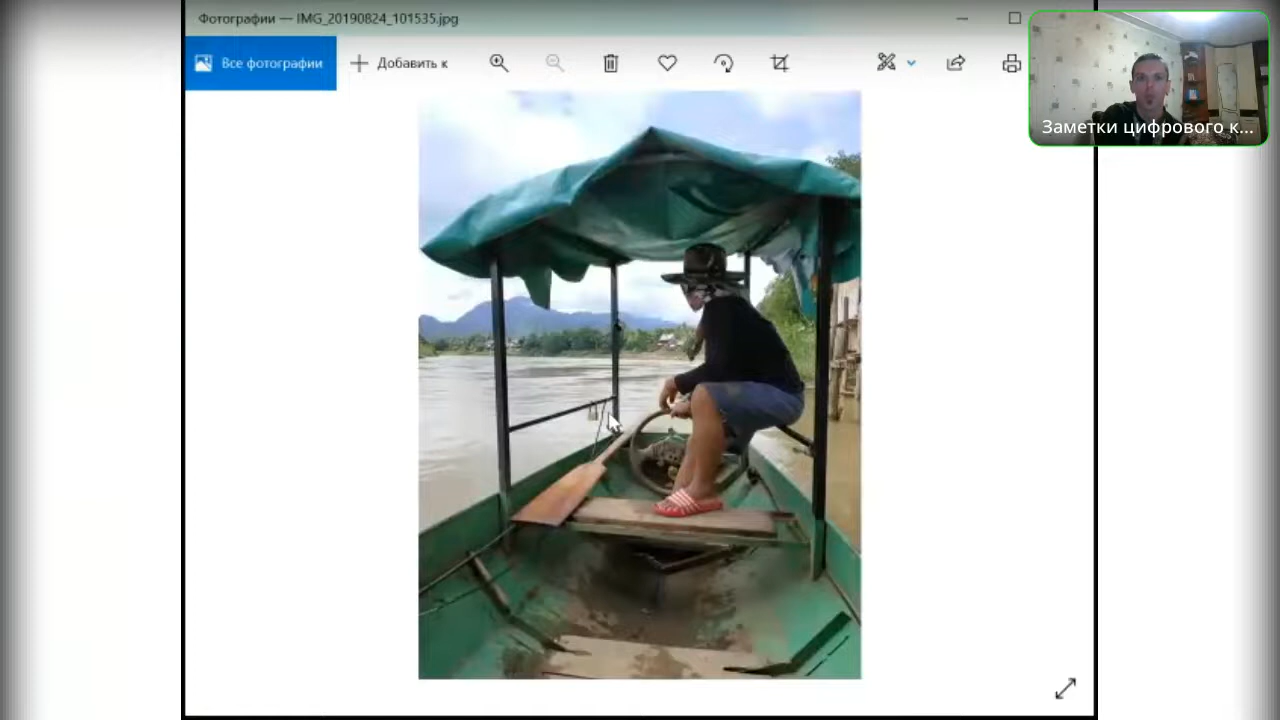 Фотографии — IMG_20190824_101535.jpg
Все фотографии
Добавить к
Заметки цифрового к...